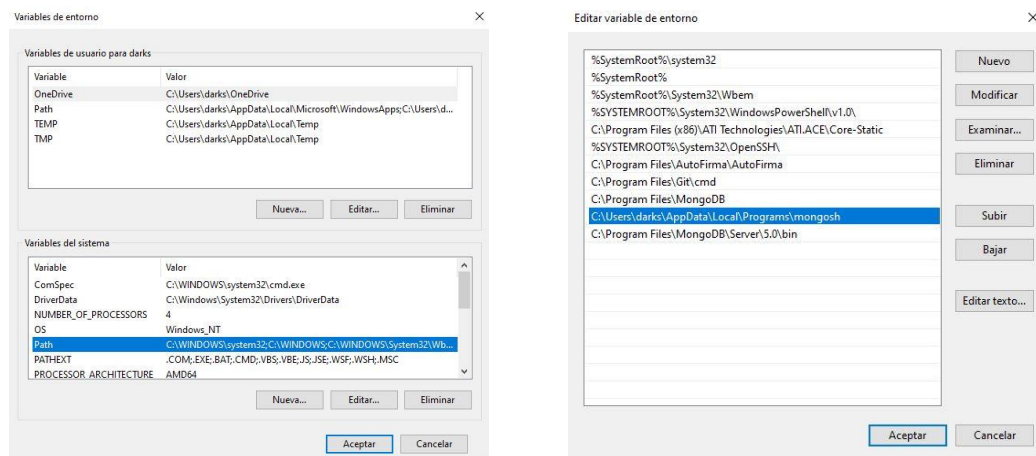 Variables de entorno
Variables de usuario para darks
Variable Valor
OneDrive C:\Users\darks\OneDrive
Path C:\Users\darks\AppData\Local\Microsoft\WindowsApps;C:\Users\d...
TEMP C:\Users\darks\AppData\Local\Temp
TMP C:\Users\darks\AppData\Local\Temp
Nueva... Editar... Eliminar
Variables del sistema
Variable Valor
ComSpec C:\WINDOWS\system32\cmd.exe
DriverData C:\Windows\System32\Drivers\DriverData
NUMBER_OF_PROCESSORS 4
OS Windows_NT
Path C:\WINDOWS\system32;C:\WINDOWS;C:\WINDOWS\System32\Wb...
PATHEXT .COM;.EXE;.BAT;.CMD;.VBS;.VBE;.JS;.JSE;.WSF;.WSH;.MSC
PROCESSOR_ARCHITECTURE AMD64
Nueva... Editar... Eliminar
Aceptar Cancelar
Editar variable de entorno
%SystemRoot%\system32
%SystemRoot%
%SystemRoot%\System32\Wbem
%SYSTEMROOT%\System32\WindowsPowerShell\v1.0\
C:\Program Files (x86)\ATI Technologies\ATI.ACE\Core-Static
%SYSTEMROOT%\System32\OpenSSH\
C:\Program Files\AutoFirma\AutoFirma
C:\Program Files\Git\cmd
C:\Program Files\MongoDB
C:\Users\darks\AppData\Local\Programs\mongosh
C:\Program Files\MongoDB\Server\5.0\bin
Nuevo
Modificar
Examinar...
Eliminar
Subir
Bajar
Editar texto...
Aceptar Cancelar